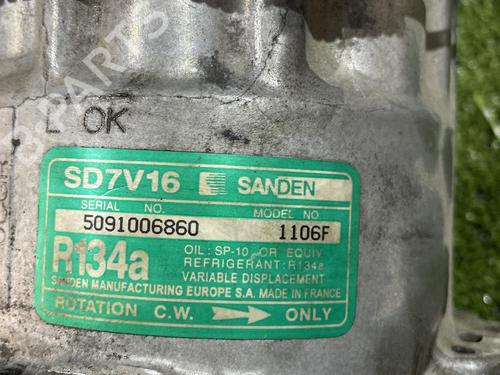 B-PARTS
L OK
SD7V16 SANDEN
SERIAL NO. MODEL NO
5091006860 1106F
R134a
OIL: SP-10 OR EQUIV
REFRIGERANT: R134a
VARIABLE DISPLACEMENT
SANDEN MANUFACTURING EUROPE S.A. MADE IN FRANCE
ROTATION C.W. ONLY